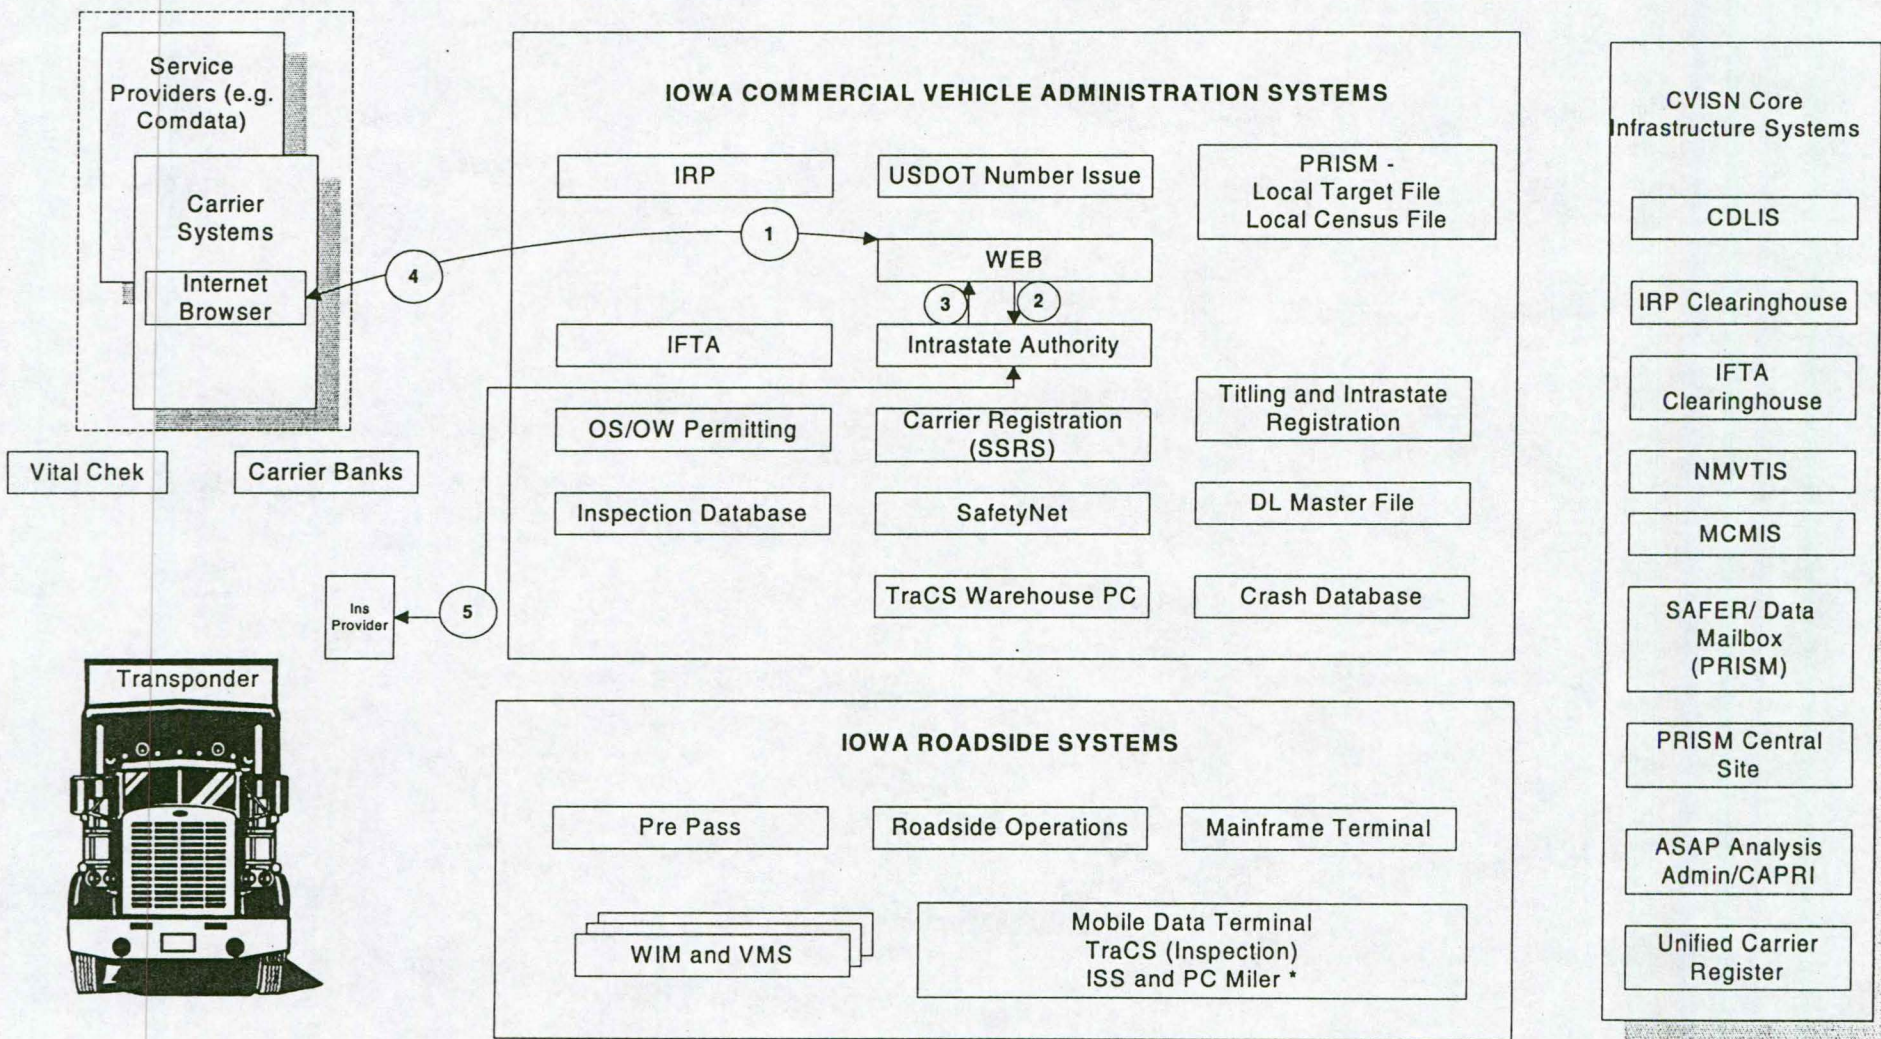 Service
Providers (e.g.
Comdata)
Carrier
Systems
Internet
Browser
Vital Chek
Carrier Banks
Ins
Provider
Transponder
4
1
3
2
5
IOWA COMMERCIAL VEHICLE ADMINISTRATION SYSTEMS
IRP
USDOT Number Issue
PRISM -
Local Target File
Local Census File
WEB
IFTA
Intrastate Authority
OS/OW Permitting
Carrier Registration
(SSRS)
Titling and Intrastate
Registration
Inspection Database
SafetyNet
DL Master File
TraCS Warehouse PC
Crash Database
IOWA ROADSIDE SYSTEMS
Pre Pass
Roadside Operations
Mainframe Terminal
WIM and VMS
Mobile Data Terminal
TraCS (Inspection)
ISS and PC Miler *
CVISN Core
Infrastructure Systems
CDLIS
IRP Clearinghouse
IFTA
Clearinghouse
NMVTIS
MCMIS
SAFER/ Data
Mailbox
(PRISM)
PRISM Central
Site
ASAP Analysis
Admin/CAPRI
Unified Carrier
Register